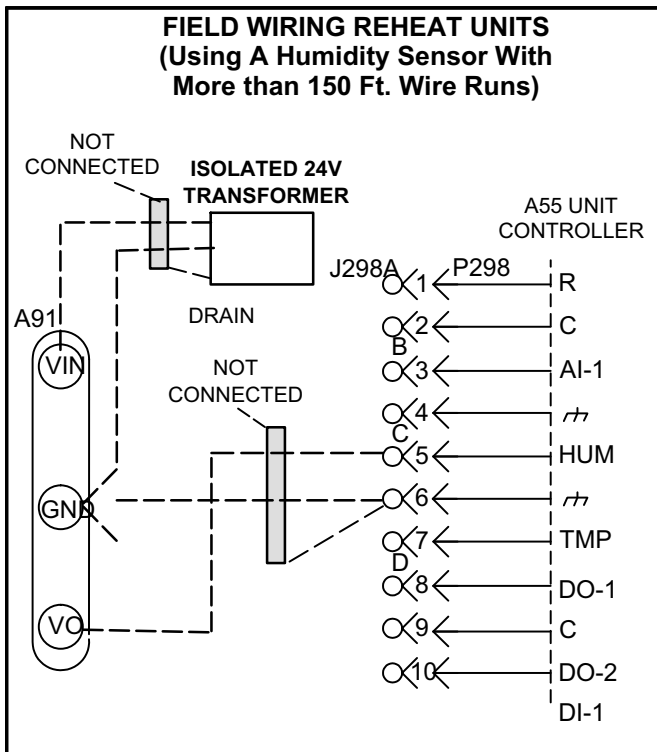 FIELD WIRING REHEAT UNITS
(Using A Humidity Sensor With
More than 150 Ft. Wire Runs)
NOT
CONNECTED
ISOLATED 24V
TRANSFORMER
A55 UNIT
CONTROLLER
J298A P298
1 R
A91
DRAIN
2 C
B
VIN
3 AI-1
NOT
CONNECTED
4
C
5 HUM
GND
6
7 TMP
D
8 DO-1
VO
9 C
10 DO-2
DI-1